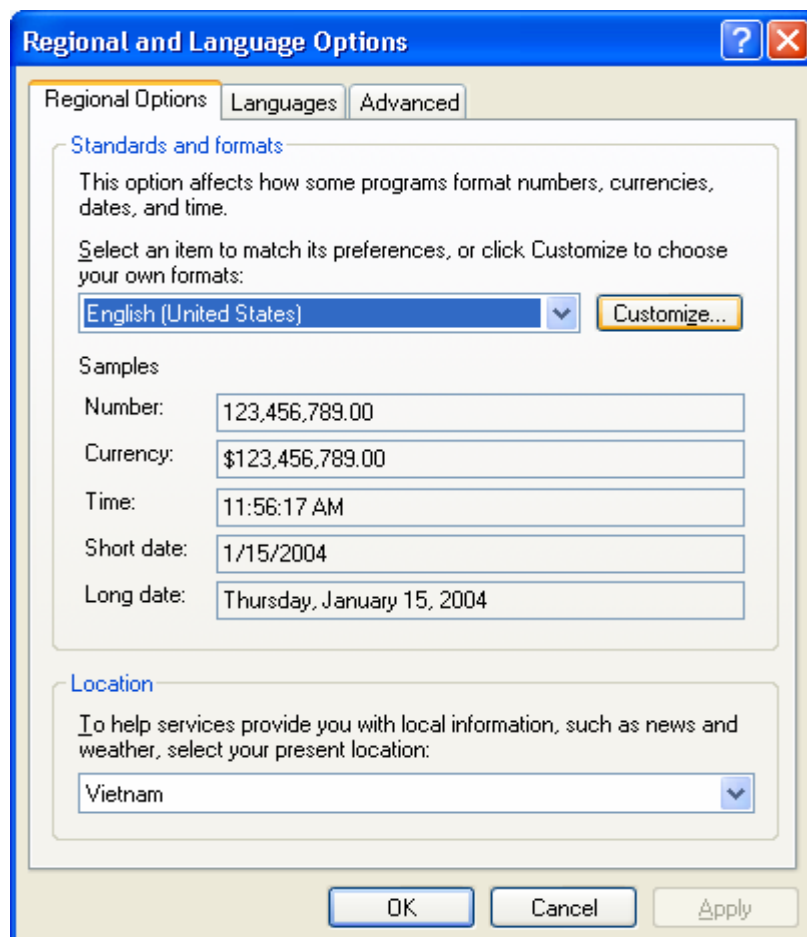 Regional and Language Options
Regional Options
Languages
Advanced
Standards and formats
This option affects how some programs format numbers, currencies,
dates, and time.
Select an item to match its preferences, or click Customize to choose
your own formats:
English (United States)
Customize...
Samples
Number: 123,456,789.00
Currency: $123,456,789.00
Time: 11:56:17 AM
Short date: 1/15/2004
Long date: Thursday, January 15, 2004
Location
To help services provide you with local information, such as news and
weather, select your present location:
Vietnam
OK
Cancel
Apply